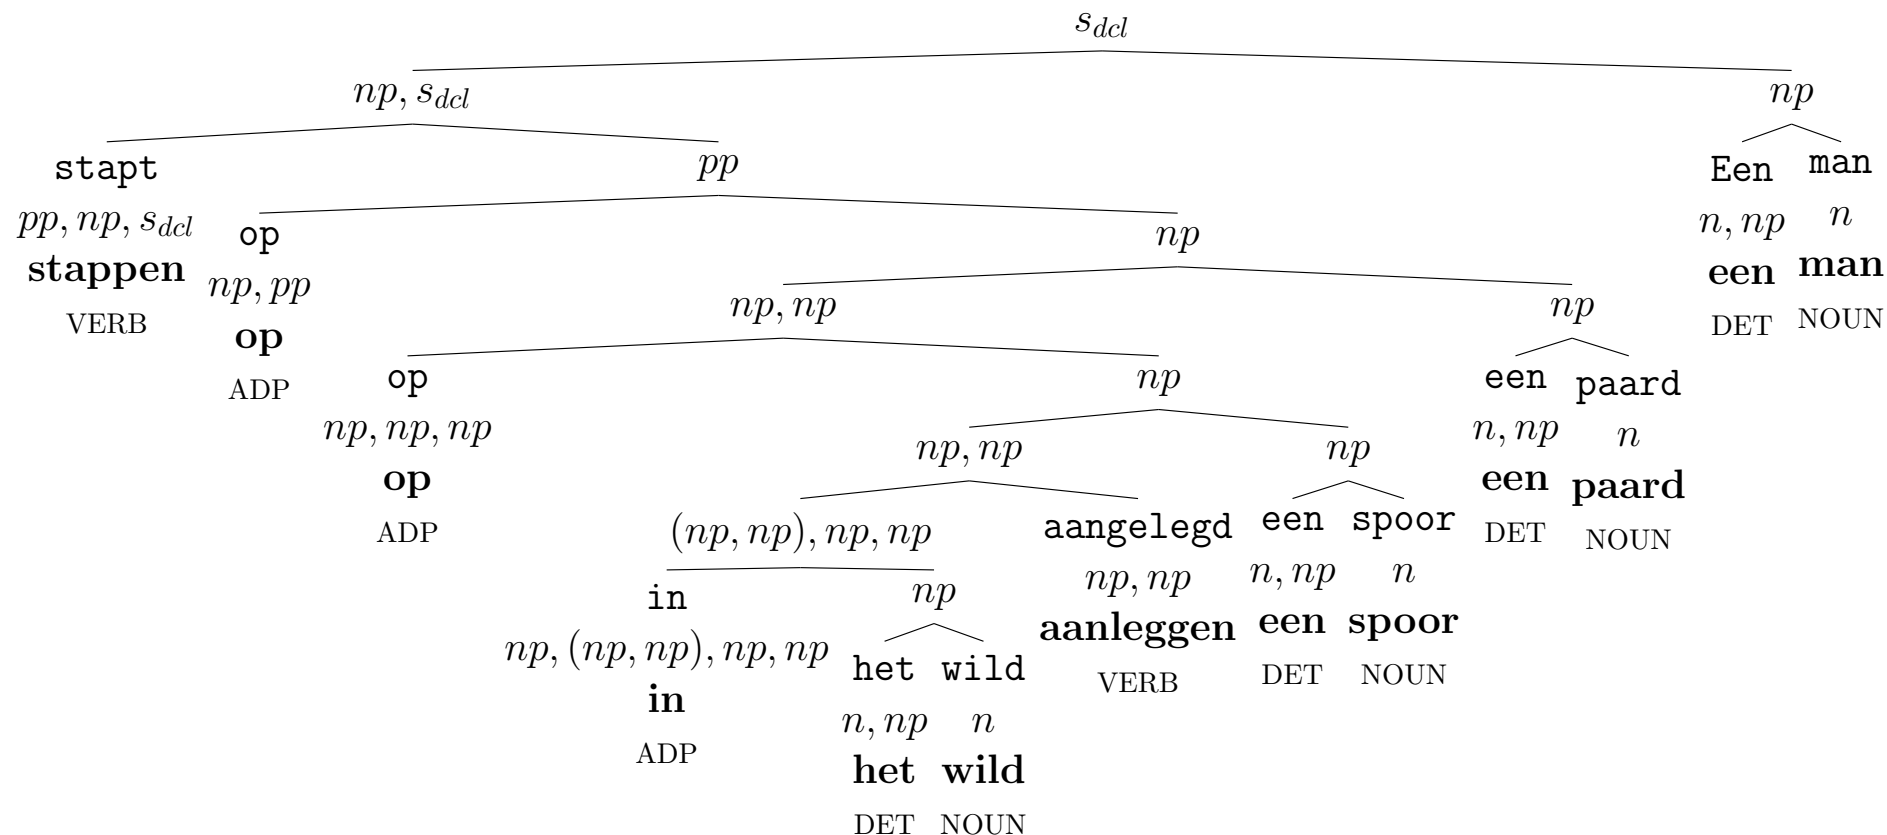 s_dcl
np, s_dcl np
stapt pp Een man
pp, np, s_dcl op np n, np n
stappen np, pp np, np np een man
VERB op DET NOUN
ADP op np een paard
np, np, np np, np np n, np n
op een paard
ADP (np, np), np, np aangelegd een spoor DET NOUN
in np np, np n, np n
np, (np, np), np, np het wild aanleggen een spoor
in n, np n VERB DET NOUN
ADP het wild
DET NOUN